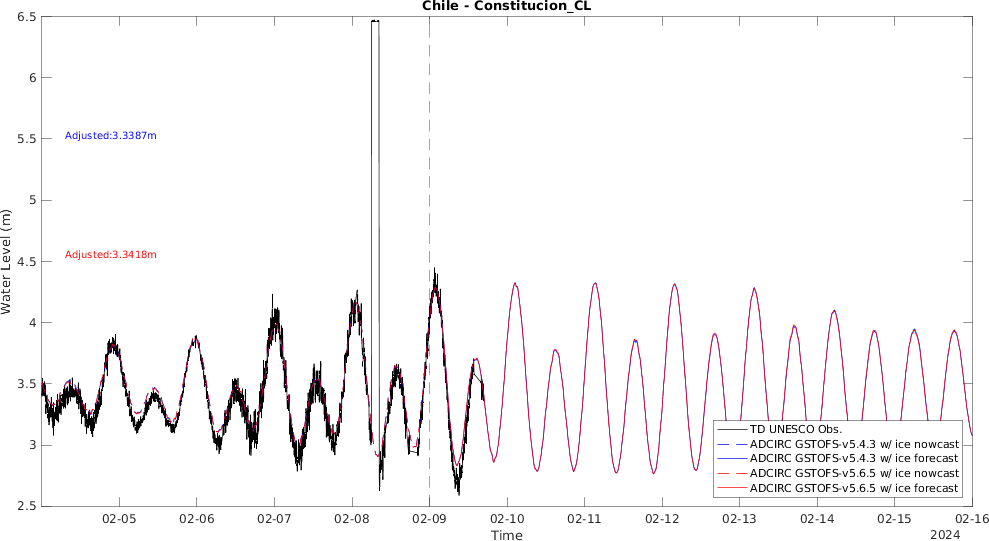 Chile - Constitucion_CL
6.5
6
5.5
5
4.5
4
3.5
3
2.5
Water Level (m)
Adjusted:3.3387m
Adjusted:3.3418m
TD UNESCO Obs.
ADCIRC GSTOFS-v5.4.3 w/ ice nowcast
ADCIRC GSTOFS-v5.4.3 w/ ice forecast
ADCIRC GSTOFS-v5.6.5 w/ ice nowcast
ADCIRC GSTOFS-v5.6.5 w/ ice forecast
02-05 02-06 02-07 02-08 02-09 02-10 02-11 02-12 02-13 02-14 02-15 02-16
Time
2024